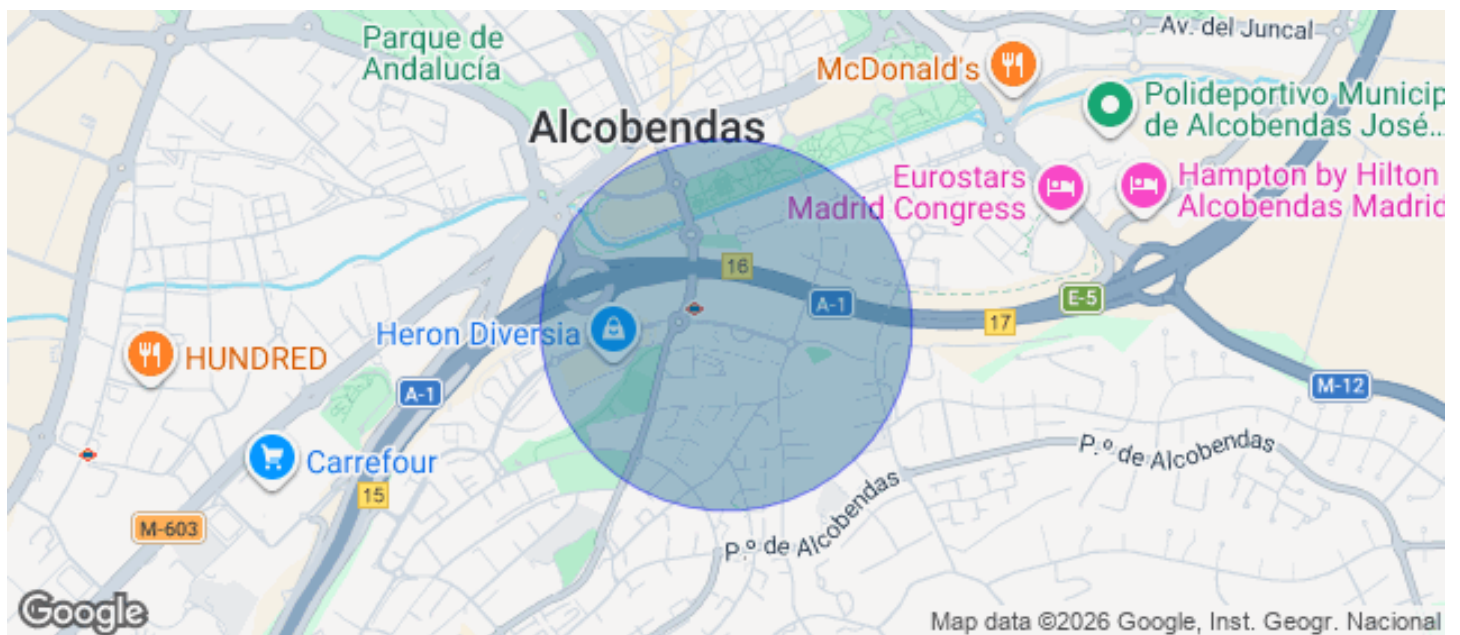 Av. del Juncal
Parque de
Andalucía
McDonald's
Polideportivo Municip
de Alcobendas José...
Alcobendas
Eurostars
Madrid Congress
Hampton by Hilton
Alcobendas Madrid
16
A-1
E-5
17
Heron Diversia
HUNDRED
A-1
M-12
P.º de Alcobendas
Carrefour
15
M-603
P.º de Alcobendas
Google
Map data ©2026 Google, Inst. Geogr. Nacional